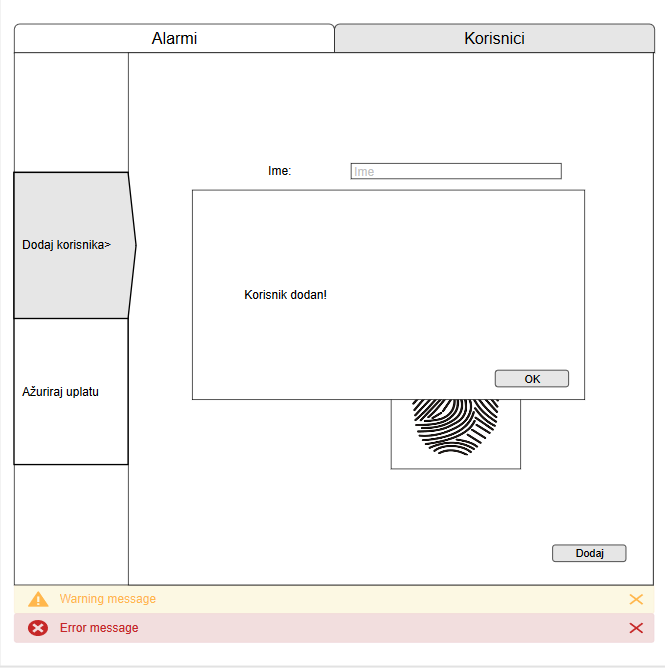 Alarmi
Korisnici
Ime:
Ime
Dodaj korisnika>
Korisnik dodan!
OK
Ažuriraj uplatu
Dodaj
Warning message
Error message